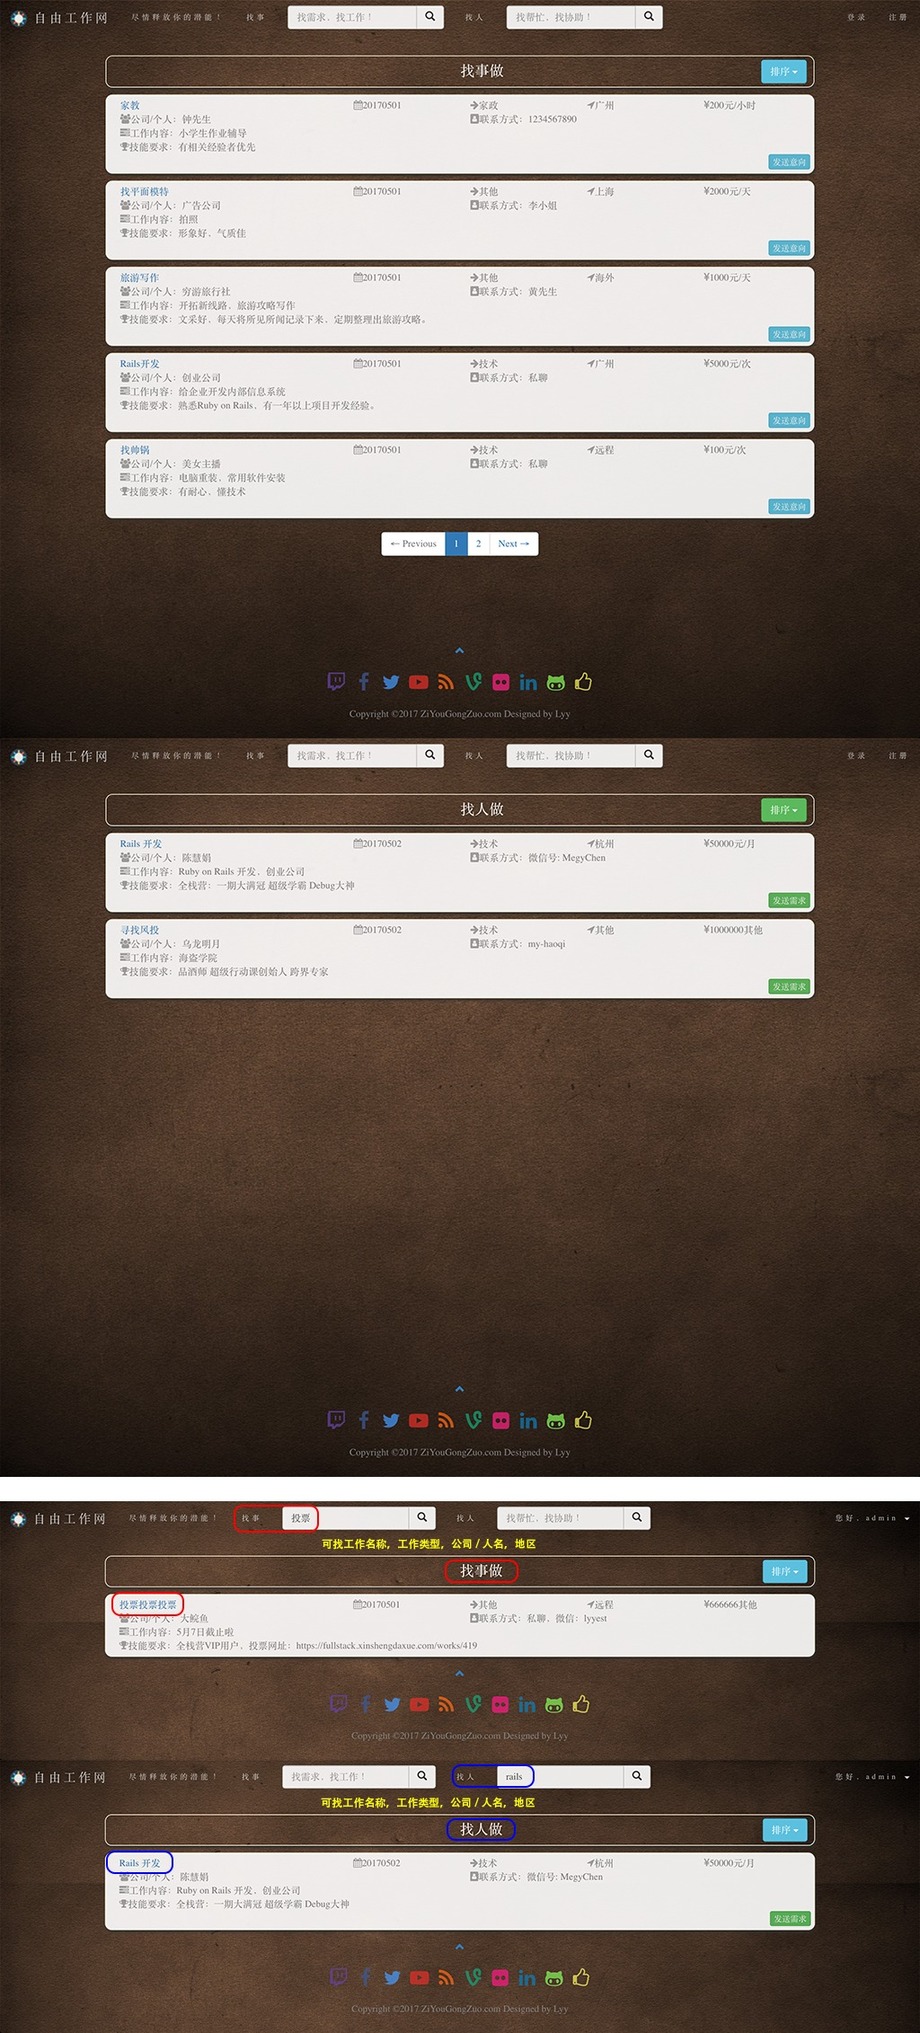 自由工作网 尽情释放你的潜能！ 找事 找需求，找工作！ 找人 找帮忙，找协助！ 登录 注册
找事做 排序
家教 20170501 家政 广州 ¥200元/小时
公司/个人：钟先生 联系方式：1234567890
工作内容：小学生作业辅导
技能要求：有相关经验者优先
发送意向
找平面模特 20170501 其他 上海 ¥2000元/天
公司/个人：广告公司 联系方式：李小姐
工作内容：拍照
技能要求：形象好，气质佳
发送意向
旅游写作 20170501 其他 海外 ¥1000元/天
公司/个人：穷游旅行社 联系方式：黄先生
工作内容：开拓新线路，旅游攻略写作
技能要求：文采好，每天将所见所闻记录下来，定期整理出旅游攻略。
发送意向
Rails开发 20170501 技术 广州 ¥5000元/次
公司/个人：创业公司 联系方式：私聊
工作内容：给企业开发内部信息系统
技能要求：熟悉Ruby on Rails，有一年以上项目开发经验。
发送意向
找帅锅 20170501 技术 远程 ¥100元/次
公司/个人：美女主播 联系方式：私聊
工作内容：电脑重装，常用软件安装
技能要求：有耐心，懂技术
发送意向
← Previous 1 2 Next →
Copyright ©2017 ZiYouGongZuo.com Designed by Lyy
自由工作网 尽情释放你的潜能！ 找事 找需求，找工作！ 找人 找帮忙，找协助！ 登录 注册
找人做 排序
Rails 开发 20170502 技术 杭州 ¥50000元/月
公司/个人：陈慧娟 联系方式：微信号: MegyChen
工作内容：Ruby on Rails 开发，创业公司
技能要求：全栈营：一期大满冠 超级学霸 Debug大神
发送需求
寻找风投 20170502 其他 其他 ¥1000000其他
公司/个人：乌龙明月 联系方式：my-haoqi
工作内容：海盗学院
技能要求：品酒师 超级行动课创始人 跨界专家
发送需求
Copyright ©2017 ZiYouGongZuo.com Designed by Lyy
自由工作网 尽情释放你的潜能！ 找事 投票 找人 找帮忙，找协助！ 您好，admin
可找工作名称，工作类型，公司 / 人名，地区
找事做 排序
投票投票投票 20170501 其他 远程 ¥666666其他
公司/个人：大鲩鱼 联系方式：私聊，微信：lyyest
工作内容：5月7日截止啦
技能要求：全栈营VIP用户，投票网址：https://fullstack.xinshengdaxue.com/works/419
Copyright ©2017 ZiYouGongZuo.com Designed by Lyy
自由工作网 尽情释放你的潜能！ 找事 找需求，找工作！ 找人 rails 您好，admin
可找工作名称，工作类型，公司 / 人名，地区
找人做 排序
Rails 开发 20170502 技术 杭州 ¥50000元/月
公司/个人：陈慧娟 联系方式：微信号: MegyChen
工作内容：Ruby on Rails 开发，创业公司
技能要求：全栈营：一期大满冠 超级学霸 Debug大神
发送需求
Copyright ©2017 ZiYouGongZuo.com Designed by Lyy